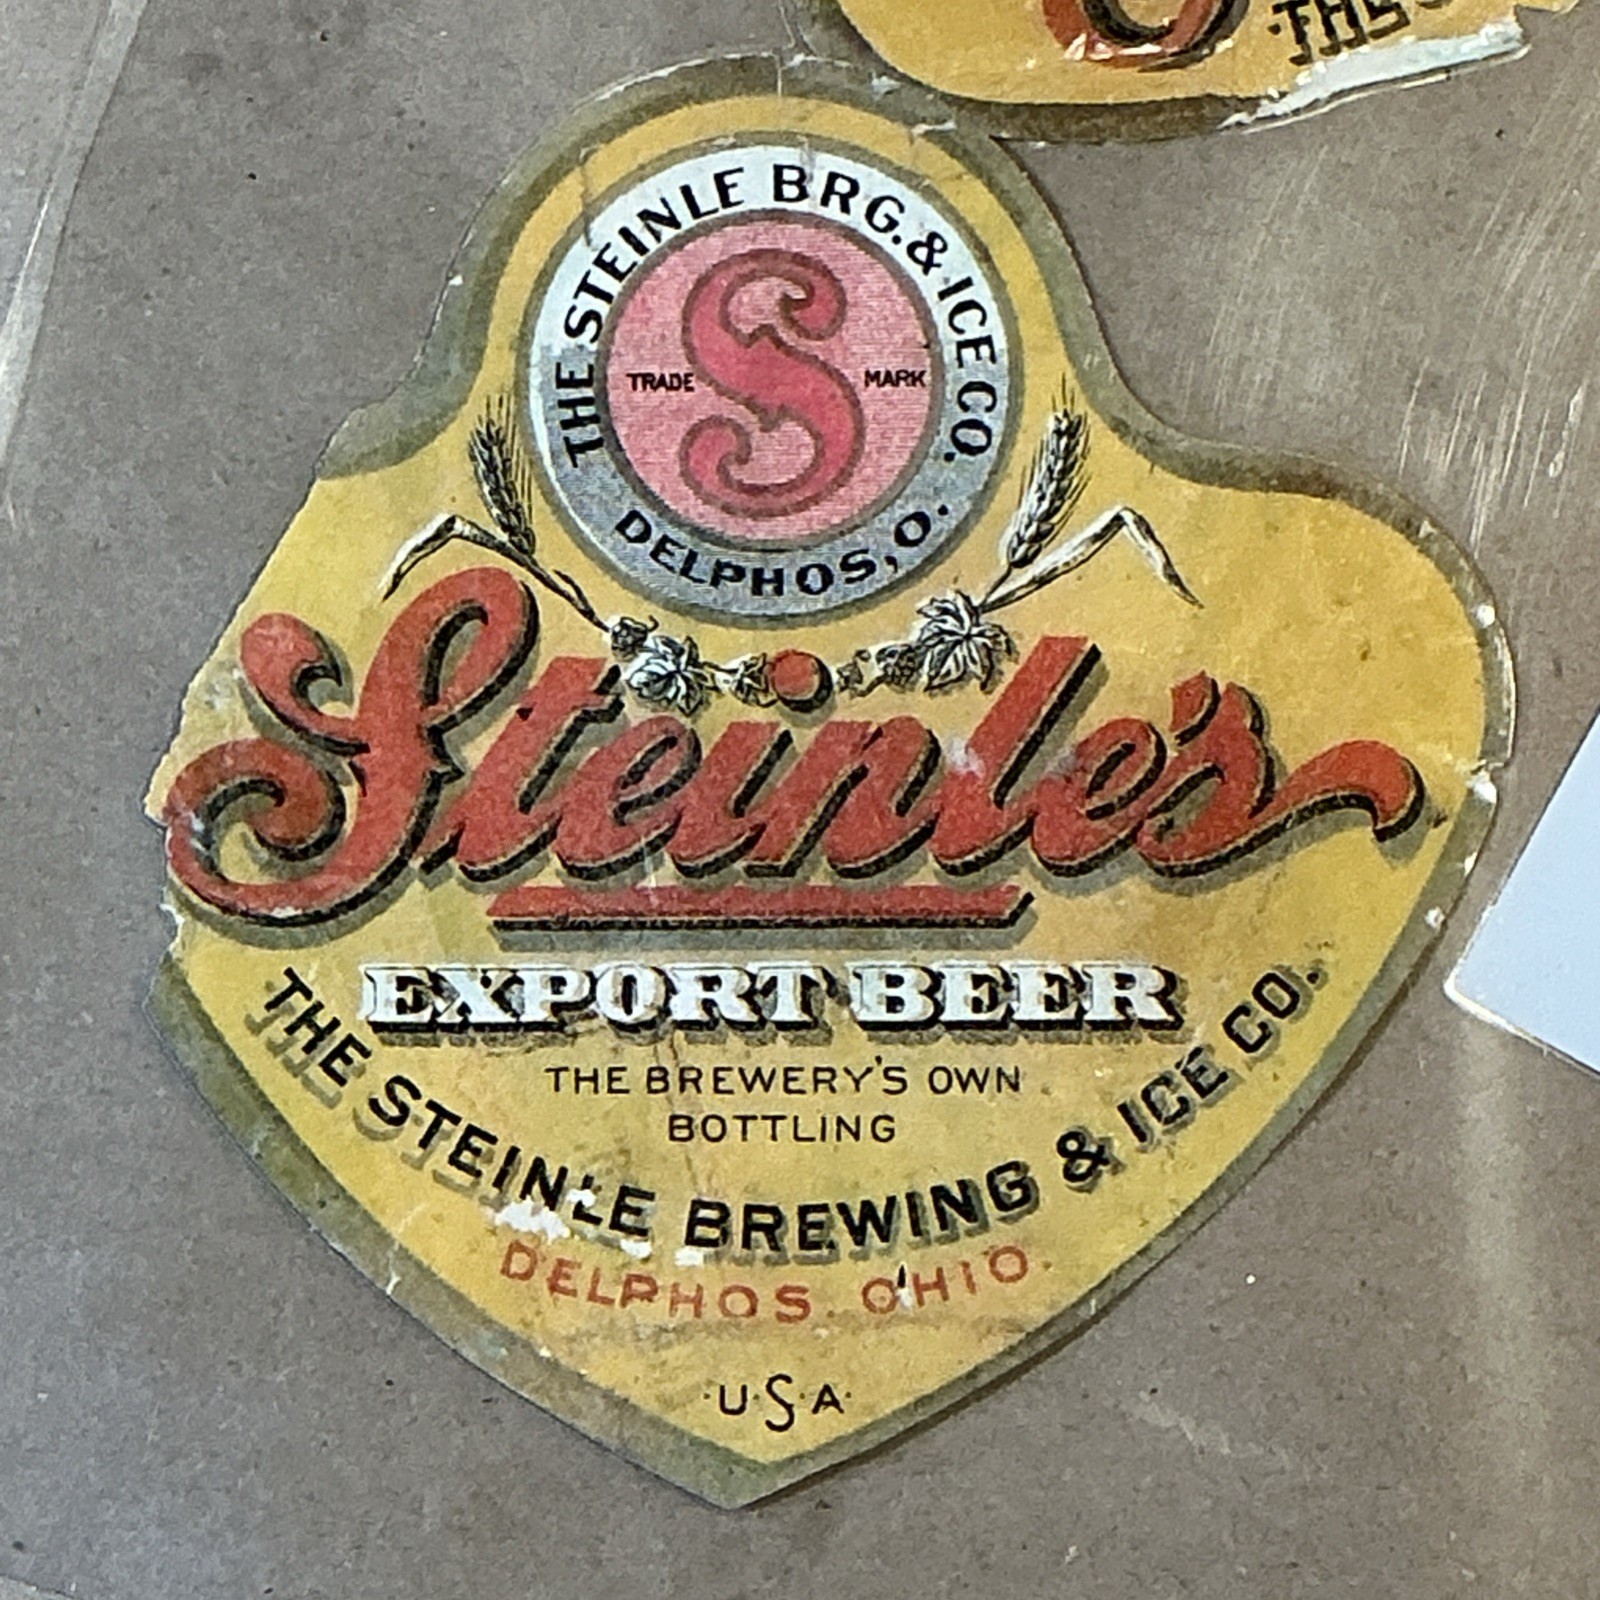 THE
THE STEINLE BRG. & ICE CO.
S
TRADE MARK
DELPHOS, O.
Steinle's
EXPORT BEER
THE BREWERY'S OWN
BOTTLING
THE STEINLE BREWING & ICE CO.
DELPHOS, OHIO.
·U·S·A·